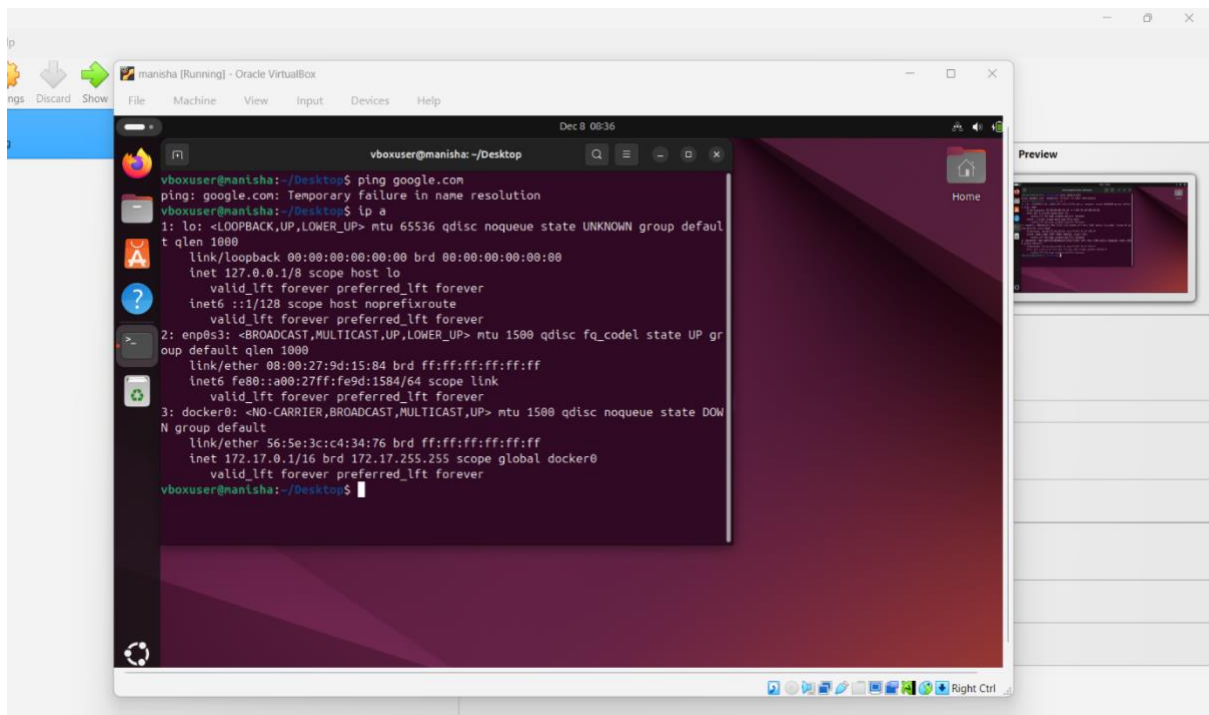 lp
manisha [Running] - Oracle VirtualBox
ngs Discard Show
File Machine View Input Devices Help
Dec 8 08:36
vboxuser@manisha: ~/Desktop
Preview
Home
vboxuser@manisha:~/Desktop$ ping google.com
ping: google.com: Temporary failure in name resolution
vboxuser@manisha:~/Desktop$ ip a
1: lo: <LOOPBACK,UP,LOWER_UP> mtu 65536 qdisc noqueue state UNKNOWN group defaul
t qlen 1000
link/loopback 00:00:00:00:00:00 brd 00:00:00:00:00:00
inet 127.0.0.1/8 scope host lo
valid_lft forever preferred_lft forever
inet6 ::1/128 scope host noprefixroute
valid_lft forever preferred_lft forever
2: enp0s3: <BROADCAST,MULTICAST,UP,LOWER_UP> mtu 1500 qdisc fq_codel state UP gr
oup default qlen 1000
link/ether 08:00:27:9d:15:84 brd ff:ff:ff:ff:ff:ff
inet6 fe80::a00:27ff:fe9d:1584/64 scope link
valid_lft forever preferred_lft forever
3: docker0: <NO-CARRIER,BROADCAST,MULTICAST,UP> mtu 1500 qdisc noqueue state DOW
N group default
link/ether 56:5e:3c:c4:34:76 brd ff:ff:ff:ff:ff:ff
inet 172.17.0.1/16 brd 172.17.255.255 scope global docker0
valid_lft forever preferred_lft forever
vboxuser@manisha:~/Desktop$
Right Ctrl